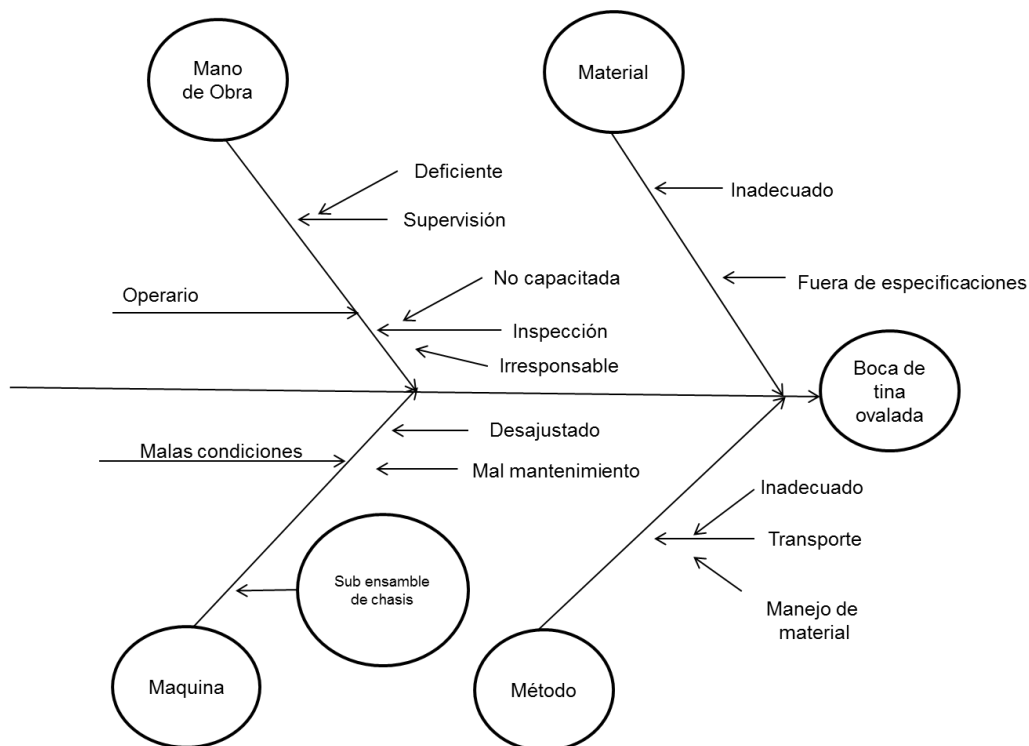 Mano
de Obra
Material
Deficiente
Supervisión
Inadecuado
No capacitada
Fuera de especificaciones
Operario
Inspección
Irresponsable
Boca de
tina
ovalada
Desajustado
Malas condiciones
Mal mantenimiento
Inadecuado
Transporte
Sub ensamble
de chasis
Manejo de
material
Maquina
Método